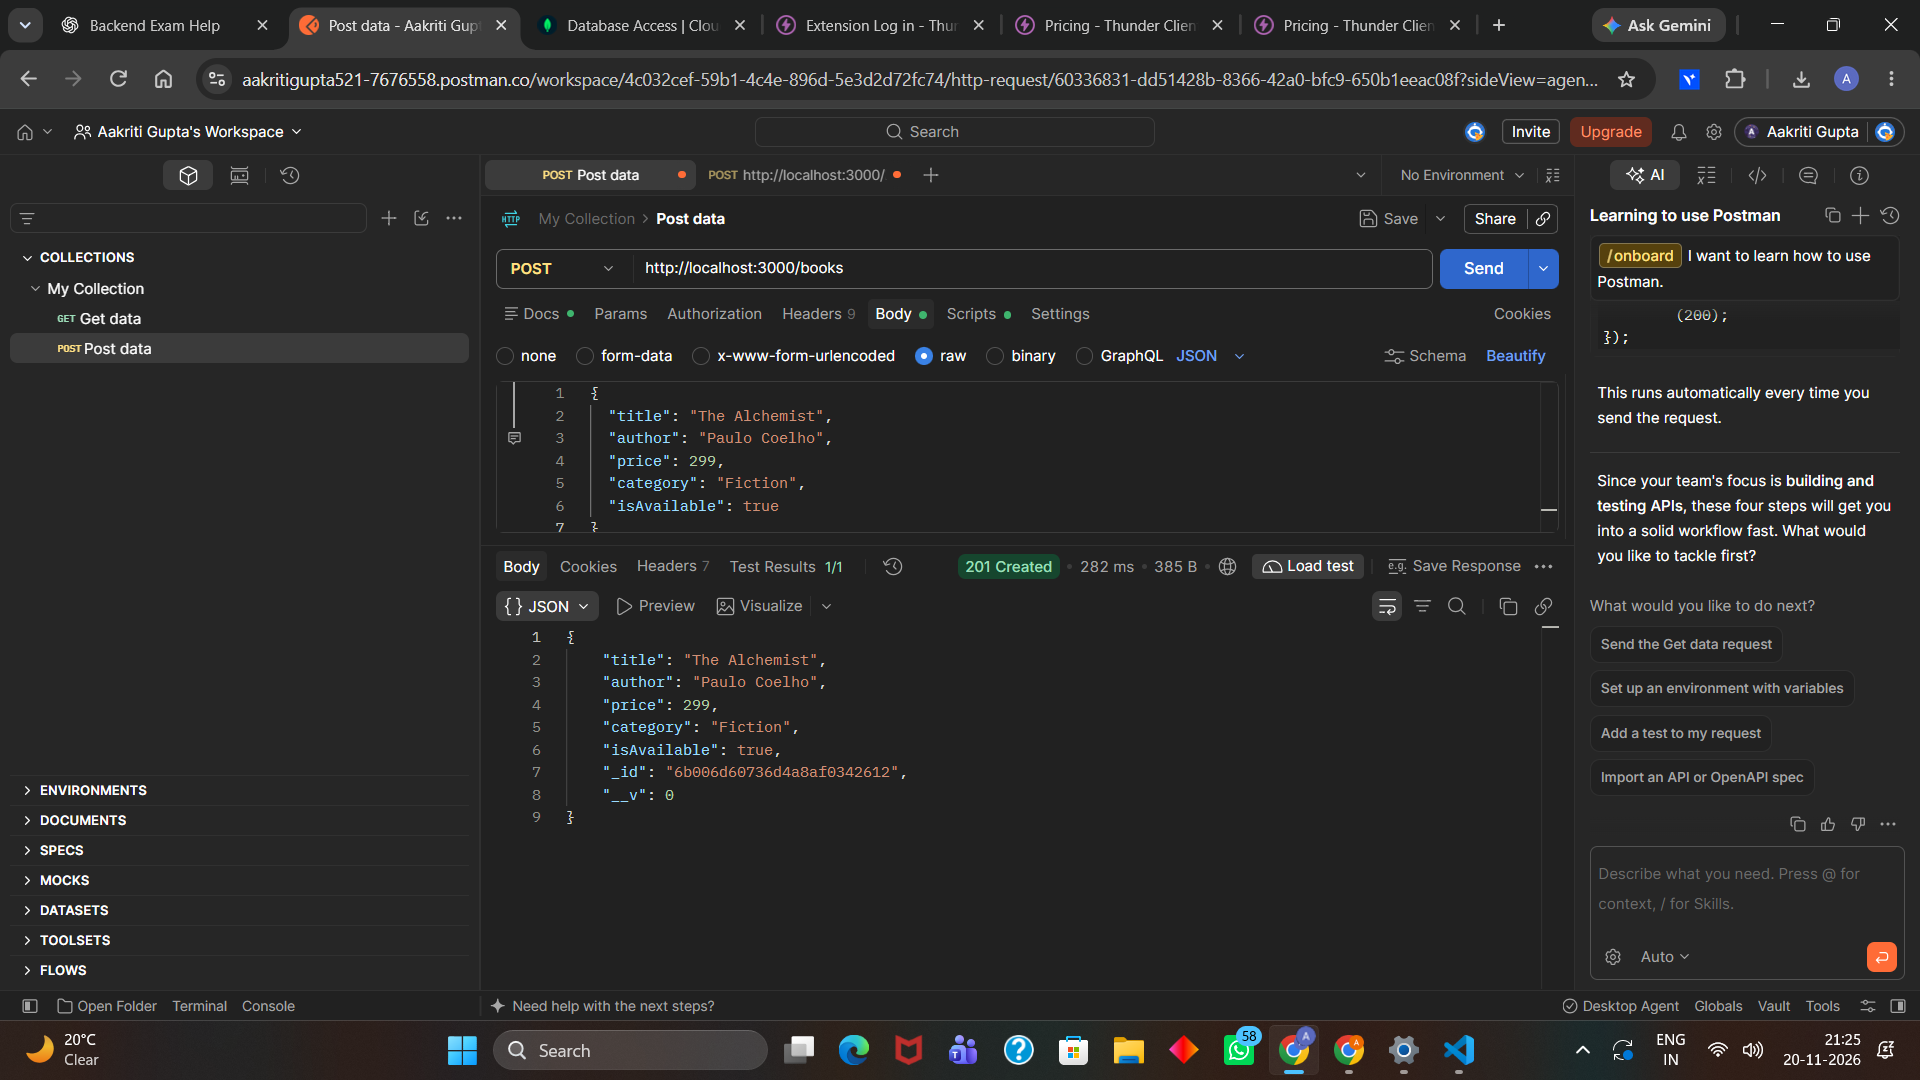 Backend Exam Help
Post data - Aakriti Gup
Database Access | Clou
Extension Log in - Thun
Pricing - Thunder Clien
Pricing - Thunder Clien
Ask Gemini
aakritigupta521-7676558.postman.co/workspace/4c032cef-59b1-4c4e-896d-5e3d2d72fc74/http-request/60336831-dd51428b-8366-42a0-bfc9-650b1eeac08f?sideView=agen...
A
Aakriti Gupta's Workspace
Search
Invite
Upgrade
A Aakriti Gupta
POST Post data
POST http://localhost:3000/
No Environment
AI
HTTP My Collection > Post data
Save
Share
Learning to use Postman
/onboard I want to learn how to use
Postman.
COLLECTIONS
My Collection
GET Get data
POST Post data
POST
http://localhost:3000/books
Send
Docs
Params
Authorization
Headers 9
Body
Scripts
Settings
Cookies
none
form-data
x-www-form-urlencoded
raw
binary
GraphQL
JSON
Schema
Beautify
1 {
2 "title": "The Alchemist",
3 "author": "Paulo Coelho",
4 "price": 299,
5 "category": "Fiction",
6 "isAvailable": true
7 }
(200);
});
This runs automatically every time you
send the request.
Since your team's focus is building and
testing APIs, these four steps will get you
into a solid workflow fast. What would
you like to tackle first?
What would you like to do next?
Send the Get data request
Set up an environment with variables
Add a test to my request
Import an API or OpenAPI spec
Body
Cookies
Headers 7
Test Results 1/1
201 Created
282 ms
385 B
Load test
e.g. Save Response
{} JSON
Preview
Visualize
1 {
2 "title": "The Alchemist",
3 "author": "Paulo Coelho",
4 "price": 299,
5 "category": "Fiction",
6 "isAvailable": true,
7 "_id": "6b006d60736d4a8af0342612",
8 "__v": 0
9 }
ENVIRONMENTS
DOCUMENTS
SPECS
MOCKS
DATASETS
TOOLSETS
FLOWS
Describe what you need. Press @ for
context, / for Skills.
Auto
Open Folder
Terminal
Console
Need help with the next steps?
Desktop Agent
Globals
Vault
Tools
20°C
Clear
Search
58
A
A
ENG
IN
21:25
20-11-2026